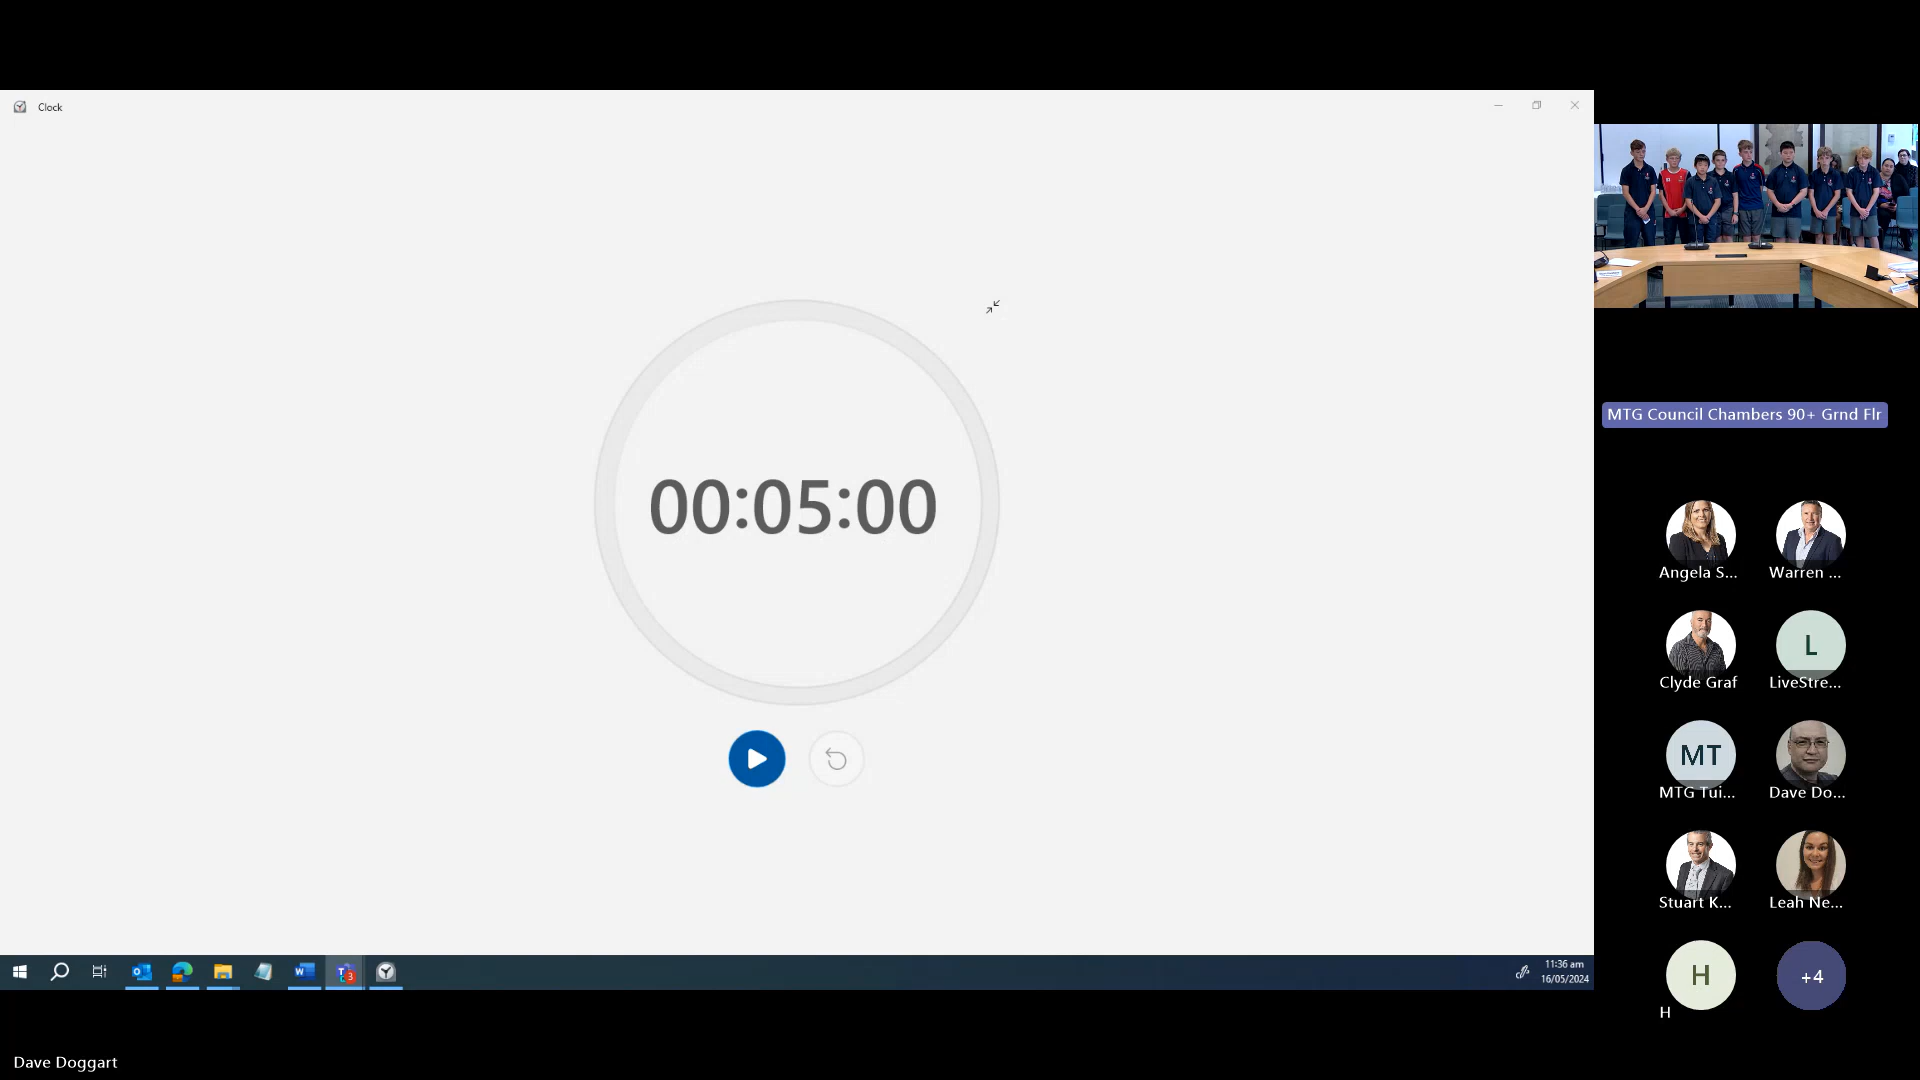 Clock
MTG Council Chambers 90+ Grnd Flr
00:05:00
Angela S...
Warren ...
Clyde Graf
L
LiveStre...
MT
MTG Tui...
Dave Do...
Stuart K...
Leah Ne...
H
+4
H
3
11:36 am
16/05/2024
Dave Doggart